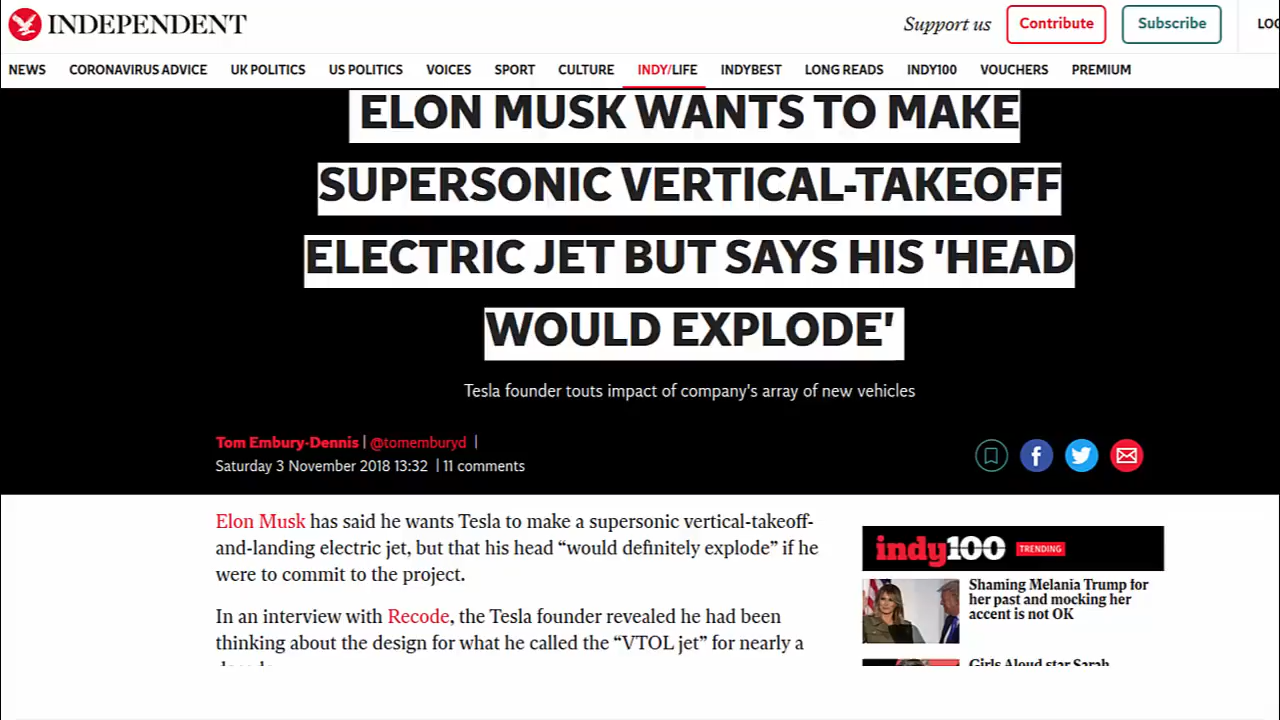 INDEPENDENT
Support us
Contribute
Subscribe
LOG
NEWS CORONAVIRUS ADVICE UK POLITICS US POLITICS VOICES SPORT CULTURE INDY/LIFE INDYBEST LONG READS INDY100 VOUCHERS PREMIUM
ELON MUSK WANTS TO MAKE
SUPERSONIC VERTICAL-TAKEOFF
ELECTRIC JET BUT SAYS HIS 'HEAD
WOULD EXPLODE'
Tesla founder touts impact of company's array of new vehicles
Tom Embury-Dennis | @tomemburyd |
Saturday 3 November 2018 13:32 | 11 comments
Elon Musk has said he wants Tesla to make a supersonic vertical-takeoff-
and-landing electric jet, but that his head “would definitely explode” if he
were to commit to the project.
In an interview with Recode, the Tesla founder revealed he had been
thinking about the design for what he called the “VTOL jet” for nearly a
indy100 TRENDING
Shaming Melania Trump for
her past and mocking her
accent is not OK
Girls Aloud star Sarah